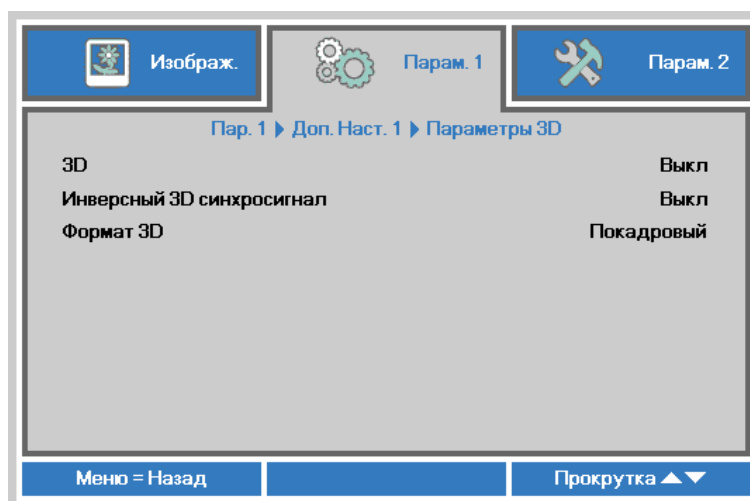 Изображ. Парам. 1 Парам. 2
Пар. 1 Доп. Наст. 1 Параметры 3D
3D Выкл
Инверсный 3D синхросигнал Выкл
Формат 3D Покадровый
Меню = Назад Прокрутка